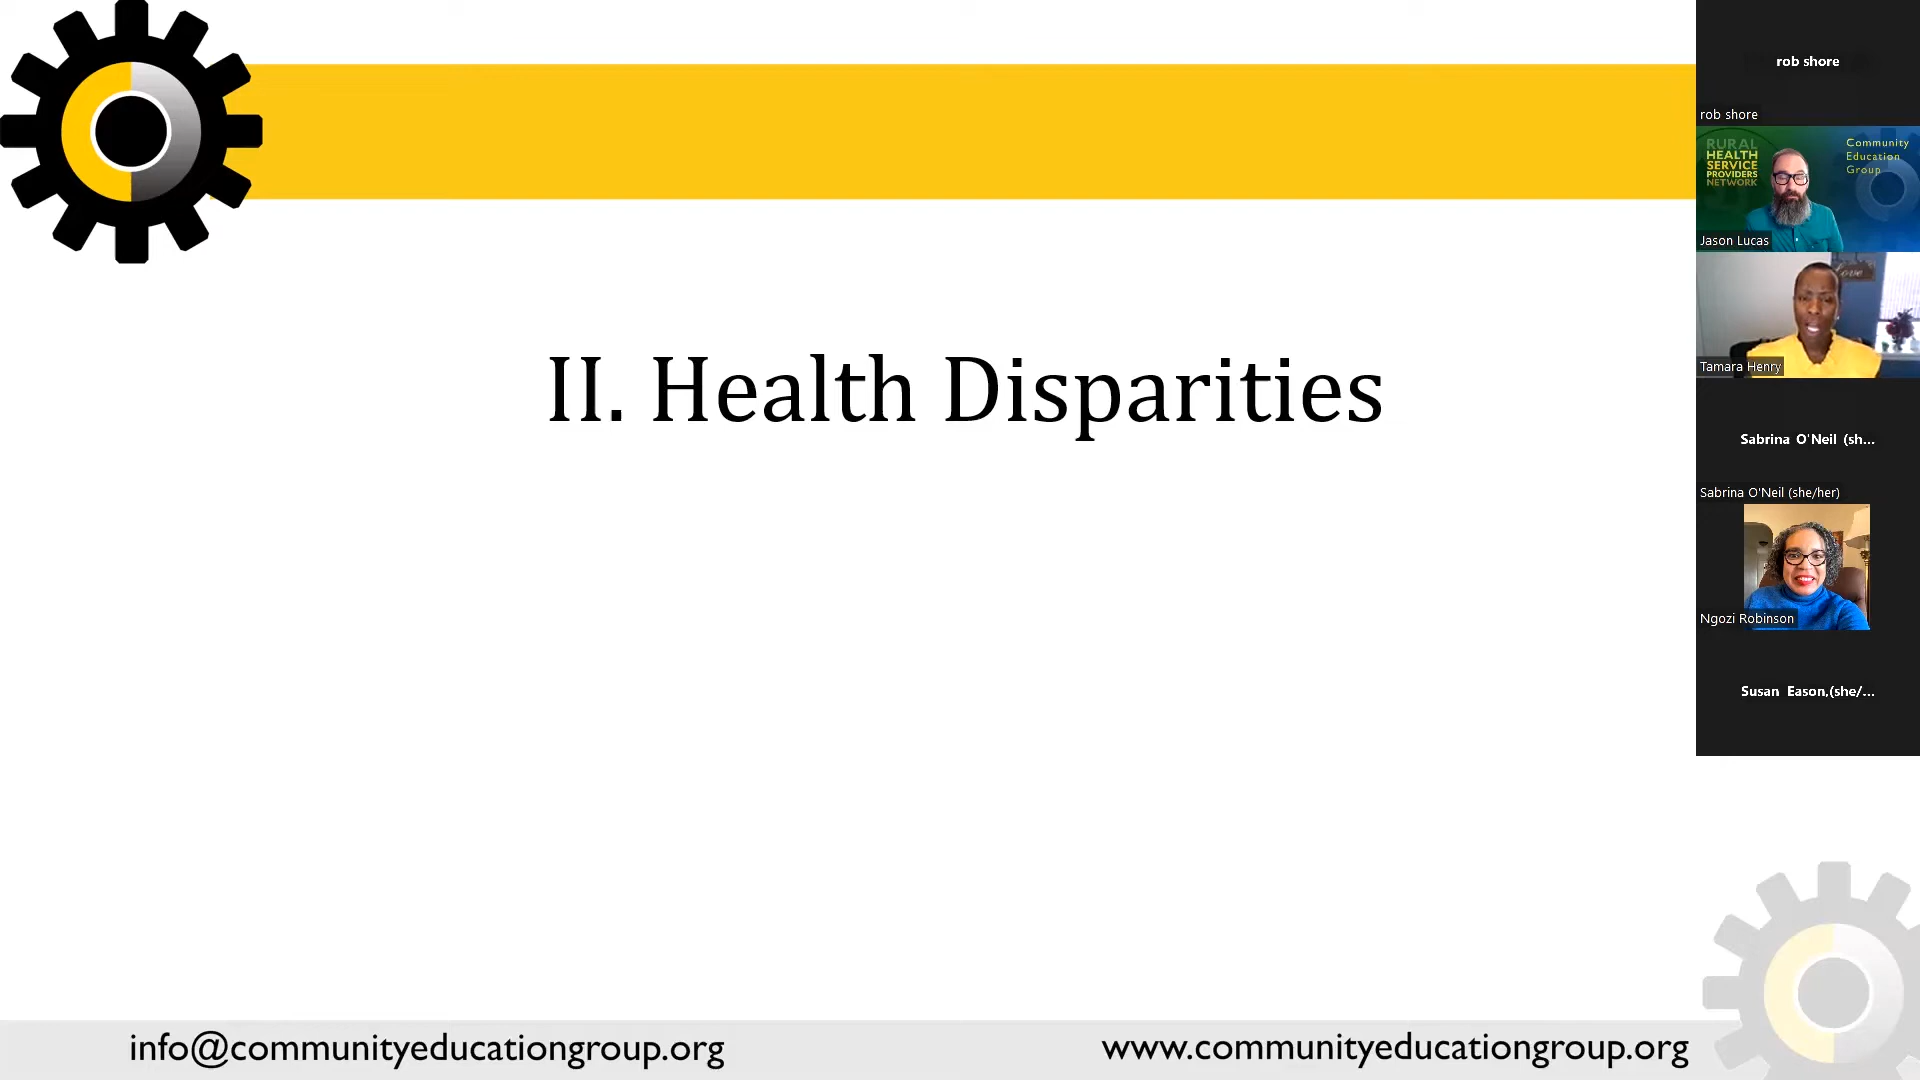 II. Health Disparities
info@communityeducationgroup.org
www.communityeducationgroup.org
rob shore
rob shore
RURAL
HEALTH
SERVICE
PROVIDERS
NETWORK
Community
Education
Group
Jason Lucas
love
Tamara Henry
Sabrina O'Neil (sh...
Sabrina O'Neil (she/her)
Ngozi Robinson
Susan Eason,(she/...